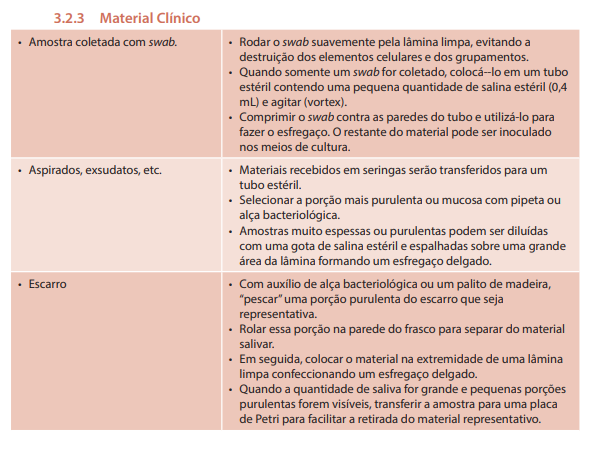 3.2.3 Material Clínico
• Amostra coletada com swab.
• Rodar o swab suavemente pela lâmina limpa, evitando a
destruição dos elementos celulares e dos grupamentos.
• Quando somente um swab for coletado, colocá--lo em um tubo
estéril contendo uma pequena quantidade de salina estéril (0,4
mL) e agitar (vortex).
• Comprimir o swab contra as paredes do tubo e utilizá-lo para
fazer o esfregaço. O restante do material pode ser inoculado
nos meios de cultura.
• Aspirados, exsudatos, etc.
• Materiais recebidos em seringas serão transferidos para um
tubo estéril.
• Selecionar a porção mais purulenta ou mucosa com pipeta ou
alça bacteriológica.
• Amostras muito espessas ou purulentas podem ser diluídas
com uma gota de salina estéril e espalhadas sobre uma grande
área da lâmina formando um esfregaço delgado.
• Escarro
• Com auxílio de alça bacteriológica ou um palito de madeira,
“pescar” uma porção purulenta do escarro que seja
representativa.
• Rolar essa porção na parede do frasco para separar do material
salivar.
• Em seguida, colocar o material na extremidade de uma lâmina
limpa confeccionando um esfregaço delgado.
• Quando a quantidade de saliva for grande e pequenas porções
purulentas forem visíveis, transferir a amostra para uma placa
de Petri para facilitar a retirada do material representativo.